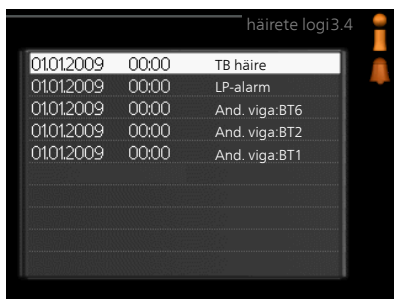 häirete logi3.4
01.01.2009 00:00 TB häire
01.01.2009 00:00 LP-alarm
01.01.2009 00:00 And. viga:BT6
01.01.2009 00:00 And. viga:BT2
01.01.2009 00:00 And. viga:BT1